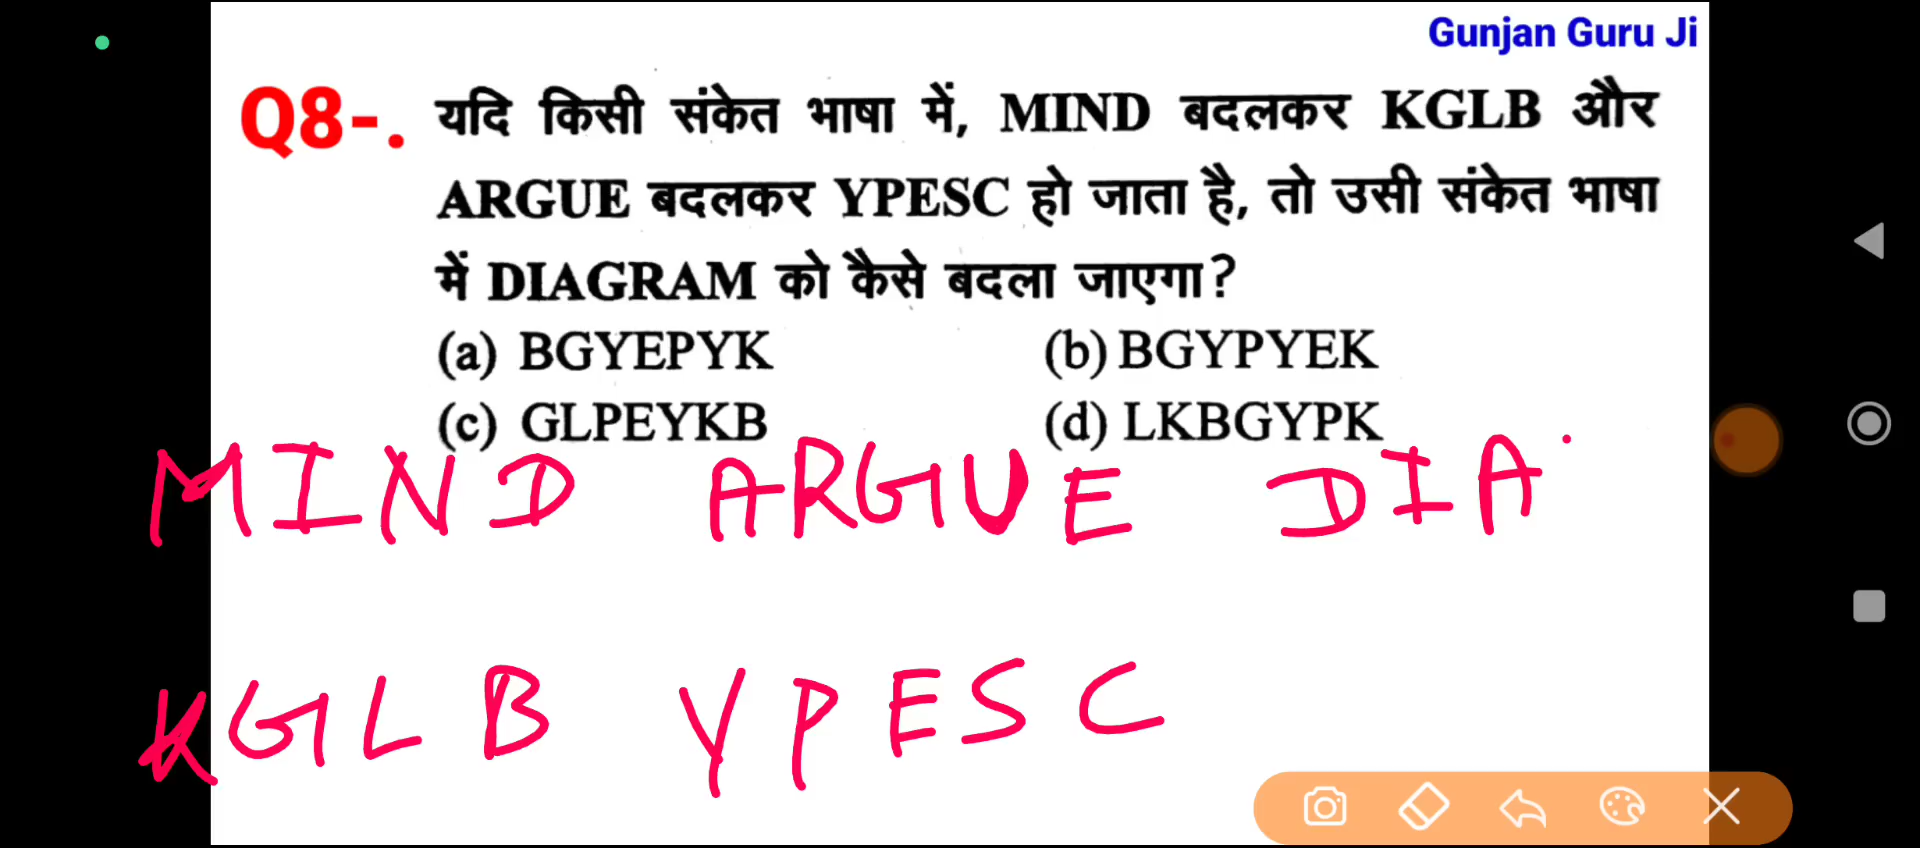 Gunjan Guru Ji
Q8-. यदि किसी संकेत भाषा में, MIND बदलकर KGLB और
ARGUE बदलकर YPESC हो जाता है, तो उसी संकेत भाषा
में DIAGRAM को कैसे बदला जाएगा?
(a) BGYEPYK (b) BGYPYEK
(c) GLPEYKB (d) LKBGYPK
MIND ARGUE DIA
KGLB YPESC